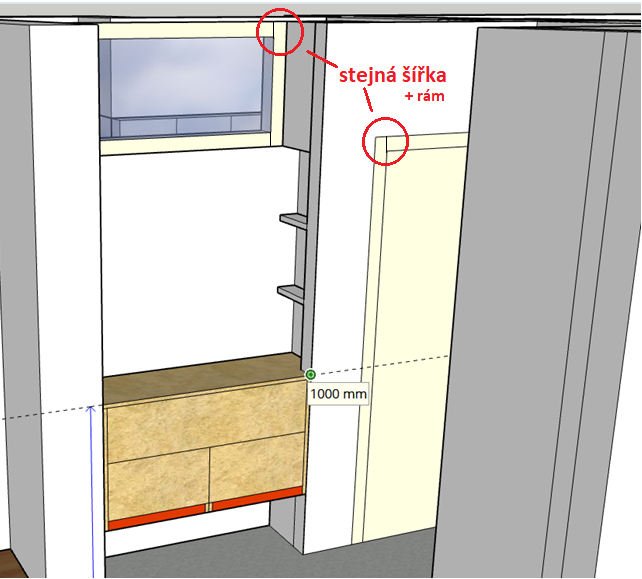 stejná šířka
+ rám
1000 mm